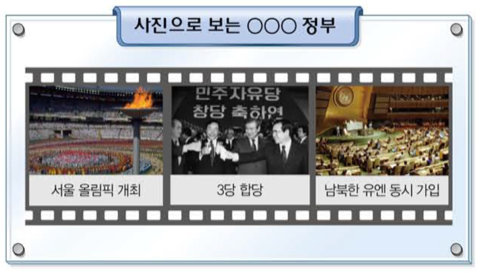 사진으로 보는 ○○○ 정부
민주자유당
창당 축하연
서울 올림픽 개최
3당 합당
남북한 유엔 동시 가입